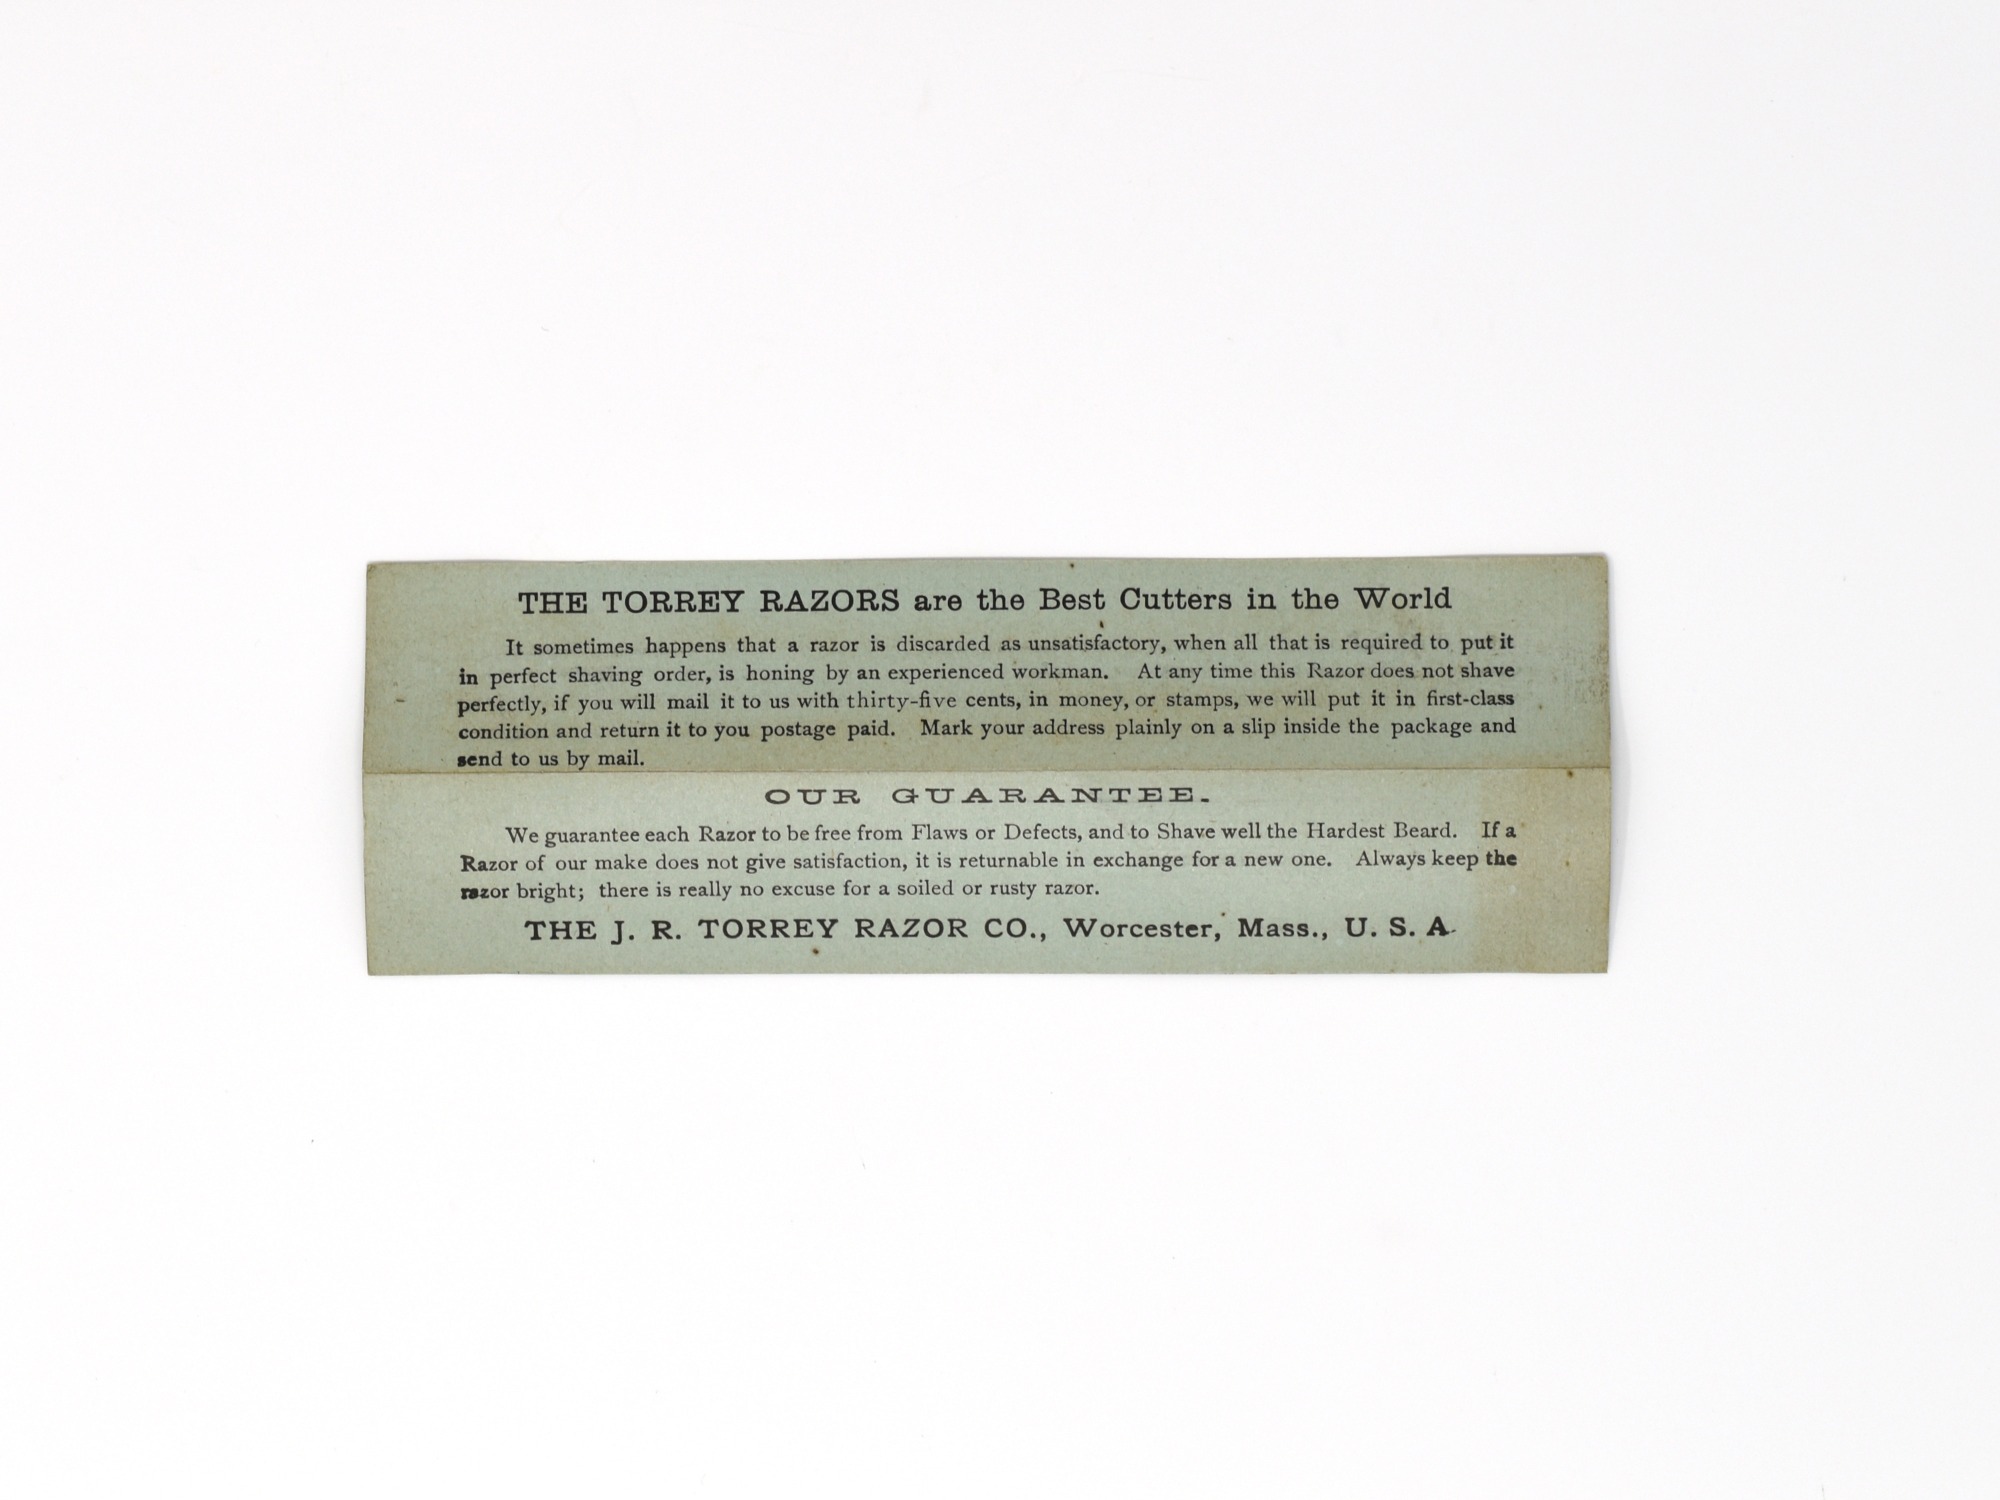 THE TORREY RAZORS are the Best Cutters in the World
It sometimes happens that a razor is discarded as unsatisfactory, when all that is required to put it
in perfect shaving order, is honing by an experienced workman. At any time this Razor does not shave
perfectly, if you will mail it to us with thirty-five cents, in money, or stamps, we will put it in first-class
condition and return it to you postage paid. Mark your address plainly on a slip inside the package and
send to us by mail.
OUR GUARANTEE.
We guarantee each Razor to be free from Flaws or Defects, and to Shave well the Hardest Beard. If a
Razor of our make does not give satisfaction, it is returnable in exchange for a new one. Always keep the
razor bright; there is really no excuse for a soiled or rusty razor.
THE J. R. TORREY RAZOR CO., Worcester, Mass., U. S. A.